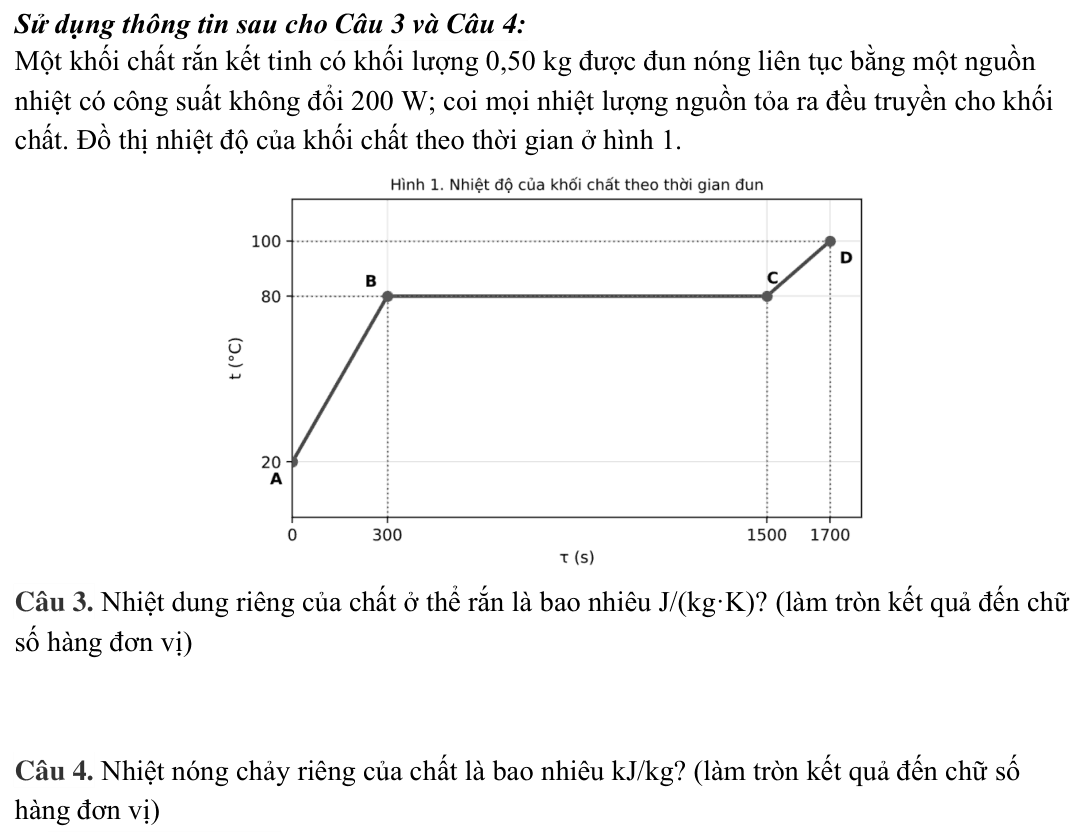 Sử dụng thông tin sau cho Câu 3 và Câu 4:
Một khối chất rắn kết tinh có khối lượng 0,50 kg được đun nóng liên tục bằng một nguồn
nhiệt có công suất không đổi 200 W; coi mọi nhiệt lượng nguồn tỏa ra đều truyền cho khối
chất. Đồ thị nhiệt độ của khối chất theo thời gian ở hình 1.
Hình 1. Nhiệt độ của khối chất theo thời gian đun
100
D
C
B
80
t (°C)
20
A
0 300 1500 1700
τ (s)
Câu 3. Nhiệt dung riêng của chất ở thể rắn là bao nhiêu J/(kg·K)? (làm tròn kết quả đến chữ
số hàng đơn vị)
Câu 4. Nhiệt nóng chảy riêng của chất là bao nhiêu kJ/kg? (làm tròn kết quả đến chữ số
hàng đơn vị)